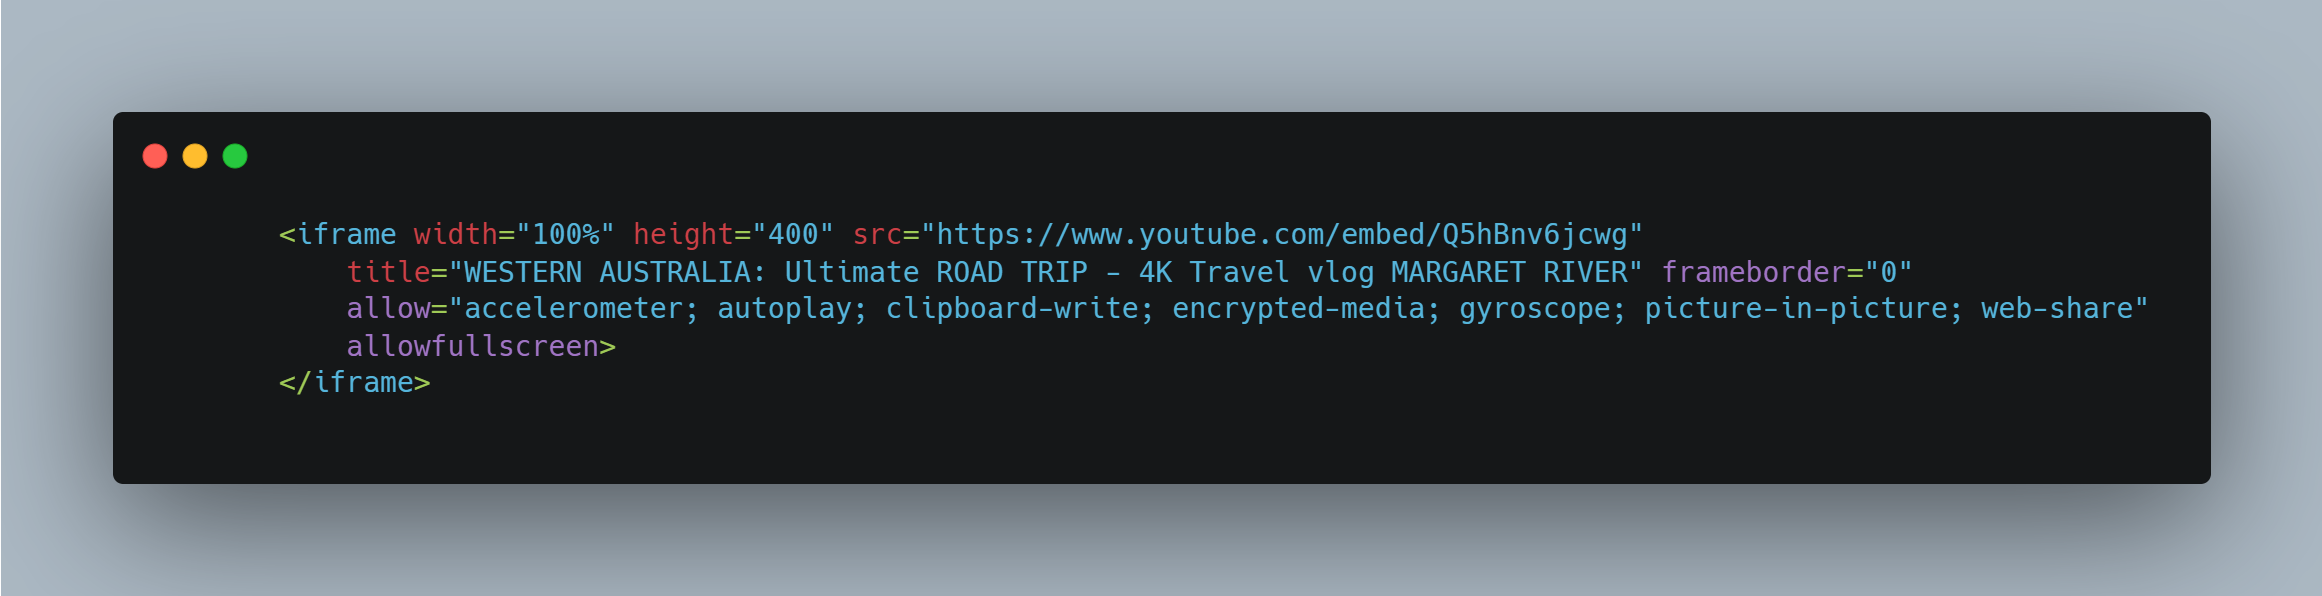 <iframe width="100%" height="400" src="https://www.youtube.com/embed/Q5hBnv6jcwg"
title="WESTERN AUSTRALIA: Ultimate ROAD TRIP - 4K Travel vlog MARGARET RIVER" frameborder="0"
allow="accelerometer; autoplay; clipboard-write; encrypted-media; gyroscope; picture-in-picture; web-share"
allowfullscreen>
</iframe>